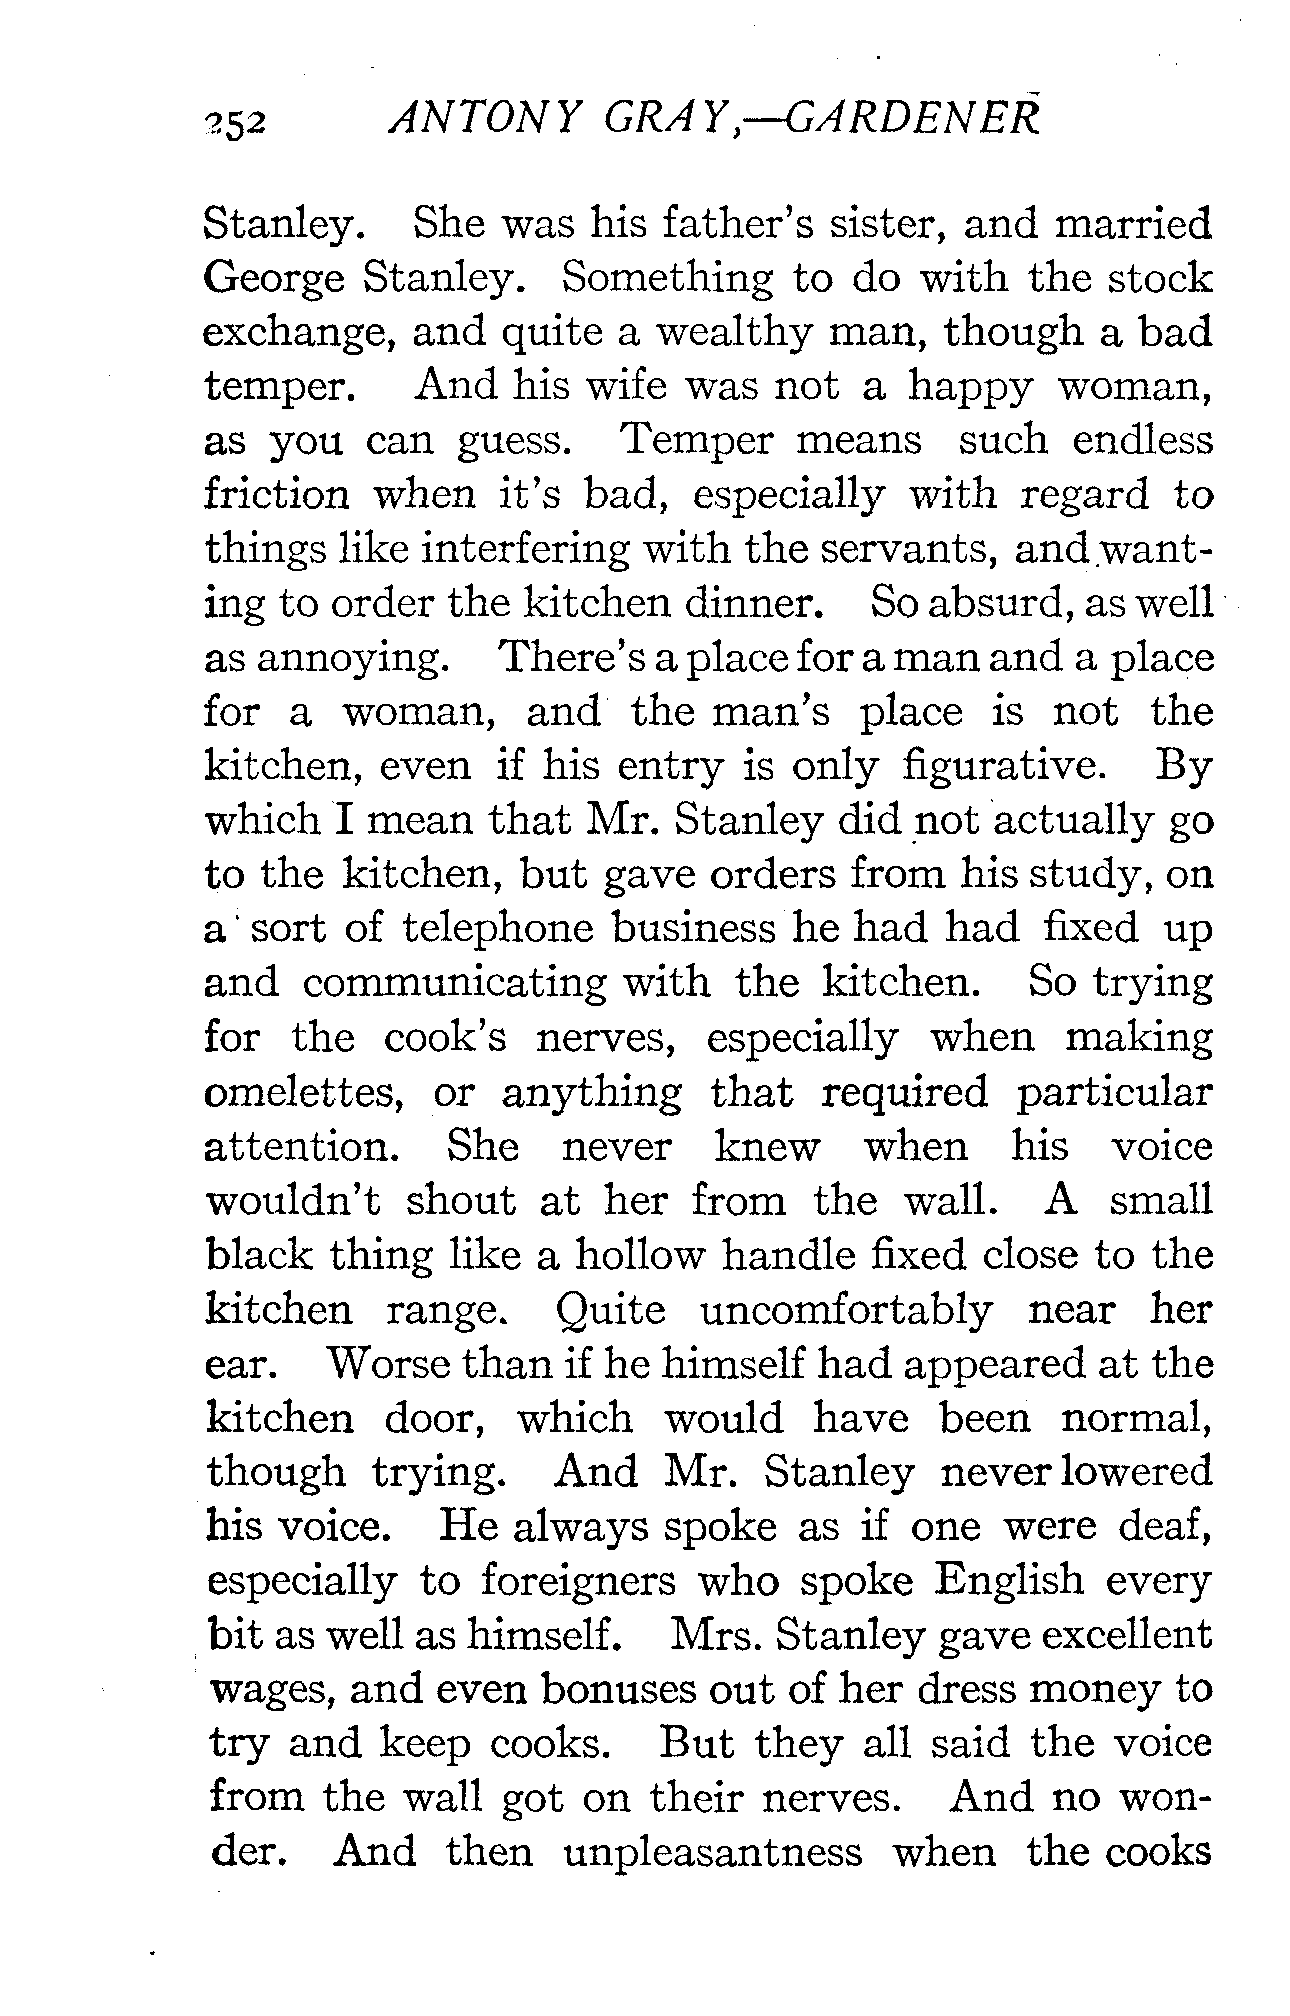 252 ANTONY GRAY,—GARDENER
Stanley. She was his father's sister, and married
George Stanley. Something to do with the stock
exchange, and quite a wealthy man, though a bad
temper. And his wife was not a happy woman,
as you can guess. Temper means such endless
friction when it's bad, especially with regard to
things like interfering with the servants, and want-
ing to order the kitchen dinner. So absurd, as well
as annoying. There's a place for a man and a place
for a woman, and the man's place is not the
kitchen, even if his entry is only figurative. By
which I mean that Mr. Stanley did not actually go
to the kitchen, but gave orders from his study, on
a sort of telephone business he had had fixed up
and communicating with the kitchen. So trying
for the cook's nerves, especially when making
omelettes, or anything that required particular
attention. She never knew when his voice
wouldn't shout at her from the wall. A small
black thing like a hollow handle fixed close to the
kitchen range. Quite uncomfortably near her
ear. Worse than if he himself had appeared at the
kitchen door, which would have been normal,
though trying. And Mr. Stanley never lowered
his voice. He always spoke as if one were deaf,
especially to foreigners who spoke English every
bit as well as himself. Mrs. Stanley gave excellent
wages, and even bonuses out of her dress money to
try and keep cooks. But they all said the voice
from the wall got on their nerves. And no won-
der. And then unpleasantness when the cooks